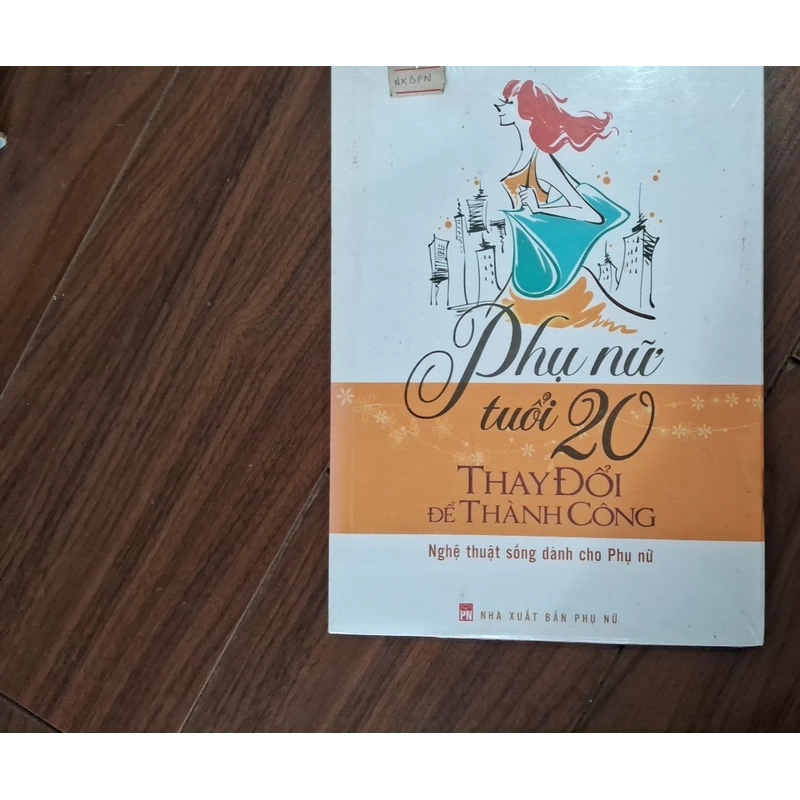 NXBPN
Phụ nữ
tuổi 20
THAY ĐỔI
ĐỂ THÀNH CÔNG
Nghệ thuật sống dành cho Phụ nữ
PN NHÀ XUẤT BẢN PHỤ NỮ